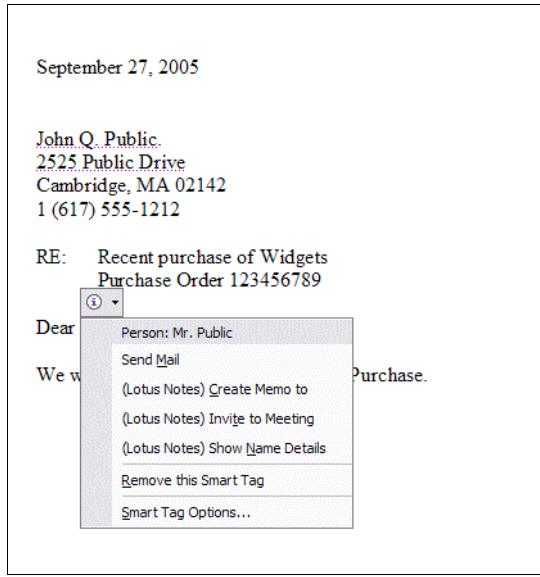 September 27, 2005
John Q. Public.
2525 Public Drive
Cambridge, MA 02142
1 (617) 555-1212
RE: Recent purchase of Widgets
Purchase Order 123456789
Dear
Person: Mr. Public
Send Mail
We w Purchase.
(Lotus Notes) Create Memo to
(Lotus Notes) Invite to Meeting
(Lotus Notes) Show Name Details
Remove this Smart Tag
Smart Tag Options...